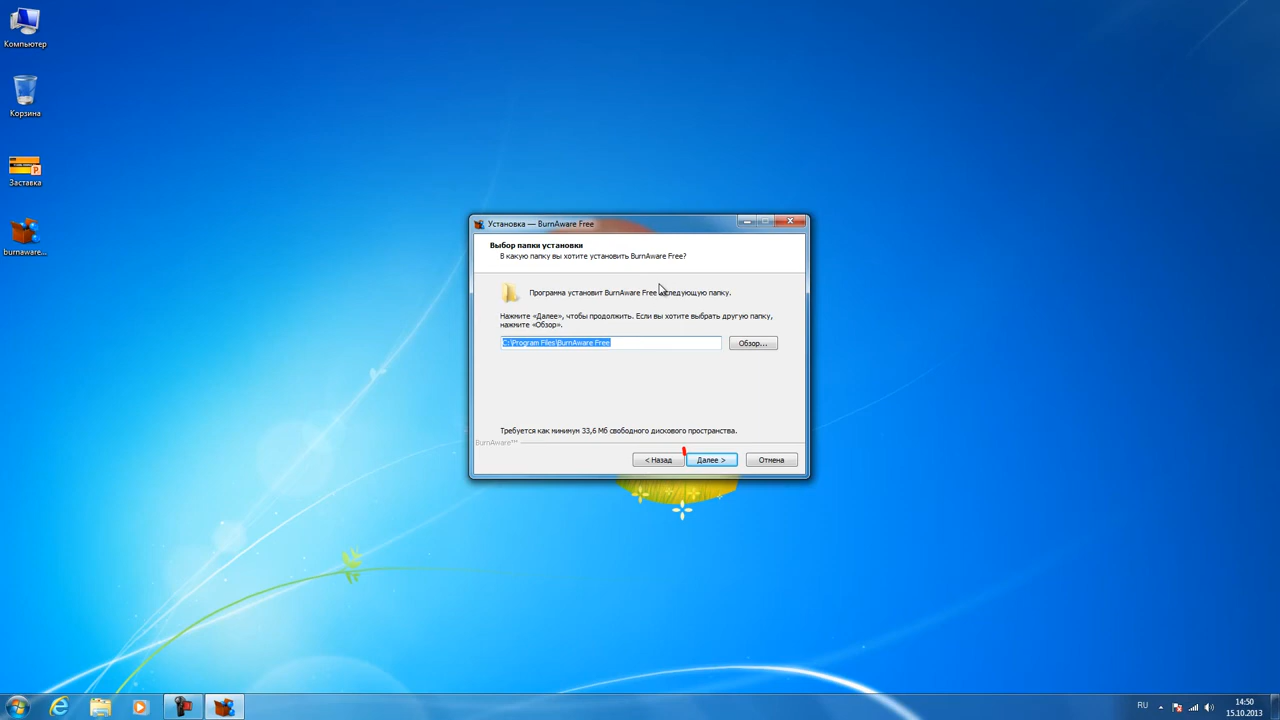 Компьютер
Корзина
Заставка
burnaware...
Установка — BurnAware Free
Выбор папки установки
В какую папку вы хотите установить BurnAware Free?
Программа установит BurnAware Free следующую папку.
Нажмите «Далее», чтобы продолжить. Если вы хотите выбрать другую папку,
нажмите «Обзор».
C:\Program Files\BurnAware Free
Обзор...
Требуется как минимум 33,6 Мб свободного дискового пространства.
BurnAware™
< Назад
Далее >
Отмена
RU
14:50
15.10.2013